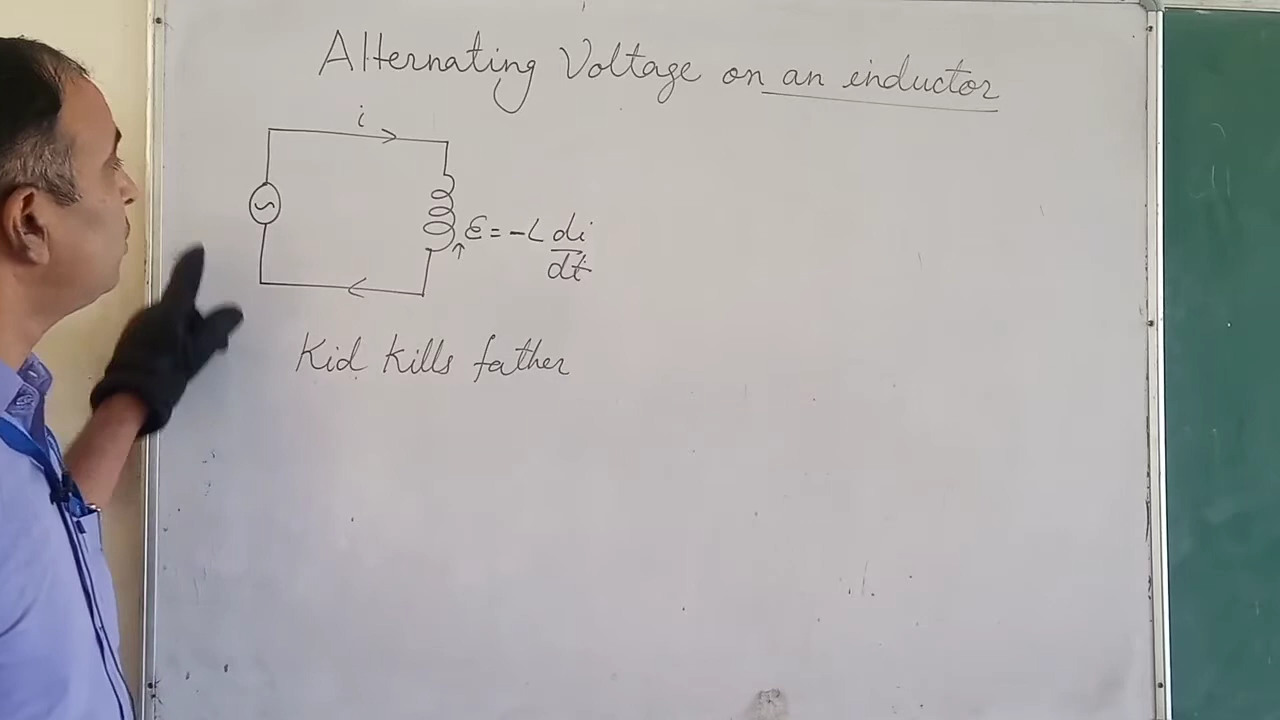 Alternating Voltage on an inductor
i
ε = -L di/dt
Kid kills father